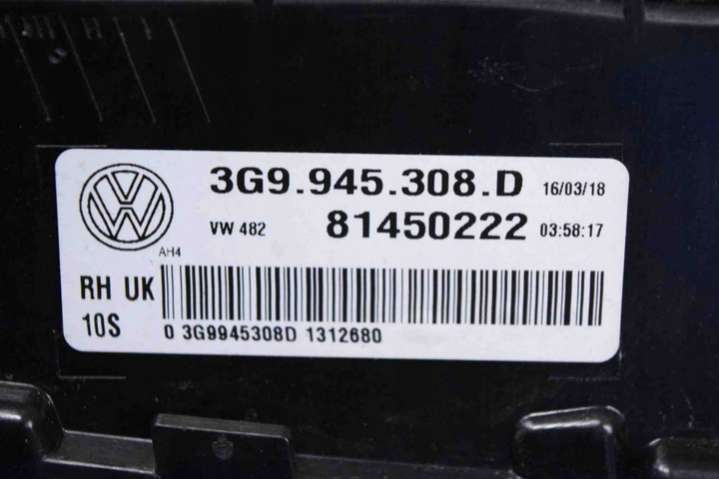 3G9.945.308.D 16/03/18
VW 482 81450222 03:58:17
AH4
RH UK
10S
0 3G9945308D 1312680